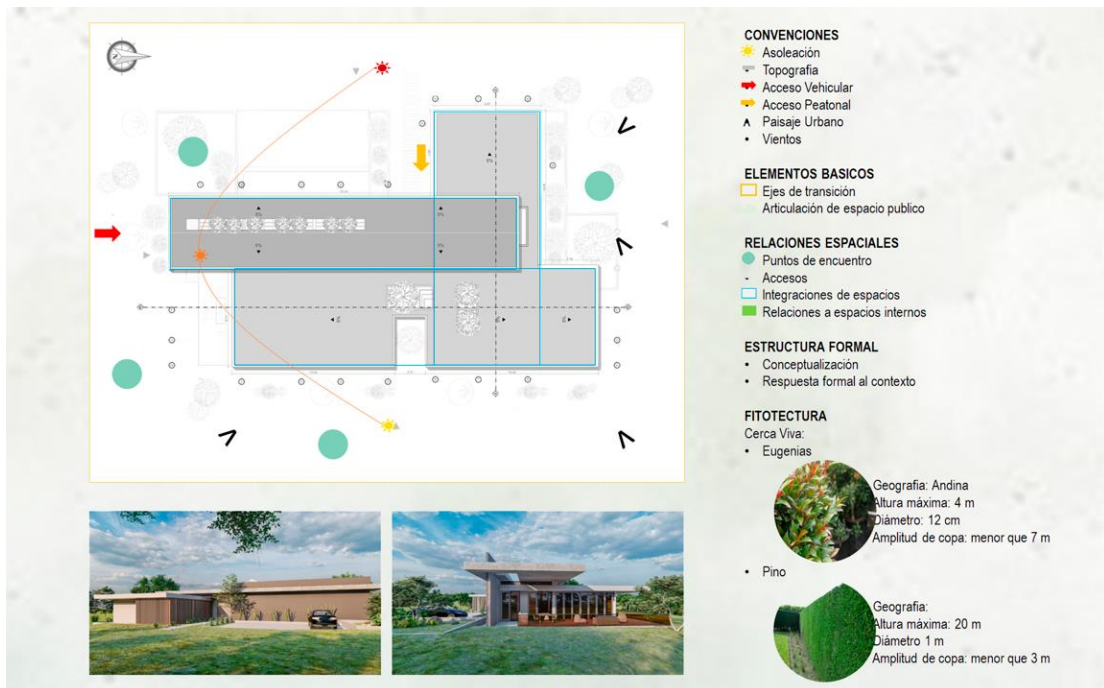 CONVENCIONES
Asoleación
Topografia
Acceso Vehicular
Acceso Peatonal
Paisaje Urbano
• Vientos
ELEMENTOS BASICOS
Ejes de transición
Articulación de espacio publico
RELACIONES ESPACIALES
Puntos de encuentro
- Accesos
Integraciones de espacios
Relaciones a espacios internos
ESTRUCTURA FORMAL
• Conceptualización
• Respuesta formal al contexto
FITOTECTURA
Cerca Viva:
• Eugenias
Geografia: Andina
Altura máxima: 4 m
Diámetro: 12 cm
Amplitud de copa: menor que 7 m
• Pino
Geografia:
Altura máxima: 20 m
Diámetro 1 m
Amplitud de copa: menor que 3 m